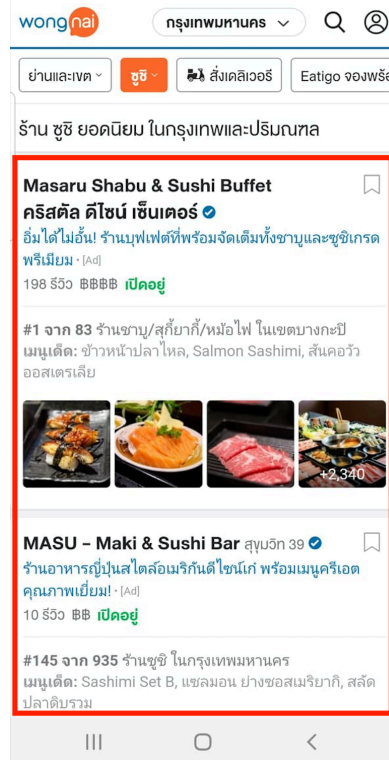 wongnai
กรุงเทพมหานคร
ย่านและเขต ซูชิ สั่งเดลิเวอรี Eatigo
ร้าน ซูชิ ยอดนิยม ในกรุงเทพและปริมณฑล
Masaru Shabu & Sushi Buffet
คริสตัล ดีไซน์ เซ็นเตอร์
อิ่มได้ไม่อั้น! ร้านบุฟเฟต์ที่พร้อมจัดเต็มทั้งชาบูและซูชิเกรด
พรีเมียม · [Ad]
198 รีวิว ฿฿฿฿ เปิดอยู่
#1 จาก 83 ร้านชาบู/สุกี้ยากี้/หม้อไฟ ในเขตบางกะปิ
เมนูเด็ด: ข้าวหน้าปลาไหล, Salmon Sashimi, สันคอวัว
ออสเตรเลีย
+2,340
MASU – Maki & Sushi Bar สุขุมวิท 39
ร้านอาหารญี่ปุ่นสไตล์อเมริกันดีไซน์เก๋ พร้อมเมนูครีเอต
คุณภาพเยี่ยม! · [Ad]
10 รีวิว ฿฿ เปิดอยู่
#145 จาก 935 ร้านซูชิ ในกรุงเทพมหานคร
เมนูเด็ด: Sashimi Set B, แซลมอน ย่างซอสเมริยากิ, สลัด
ปลาดิบรวม